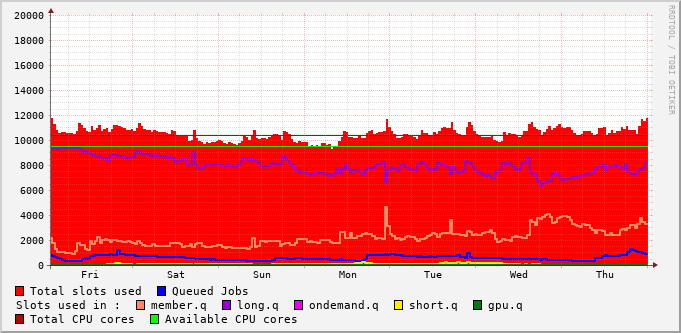 20000
18000
16000
14000
12000
10000
8000
6000
4000
2000
0
Fri Sat Sun Mon Tue Wed Thu
RRDTOOL / TOBI OETIKER
Total slots used Queued Jobs
Slots used in : member.q long.q ondemand.q short.q gpu.q
Total CPU cores Available CPU cores